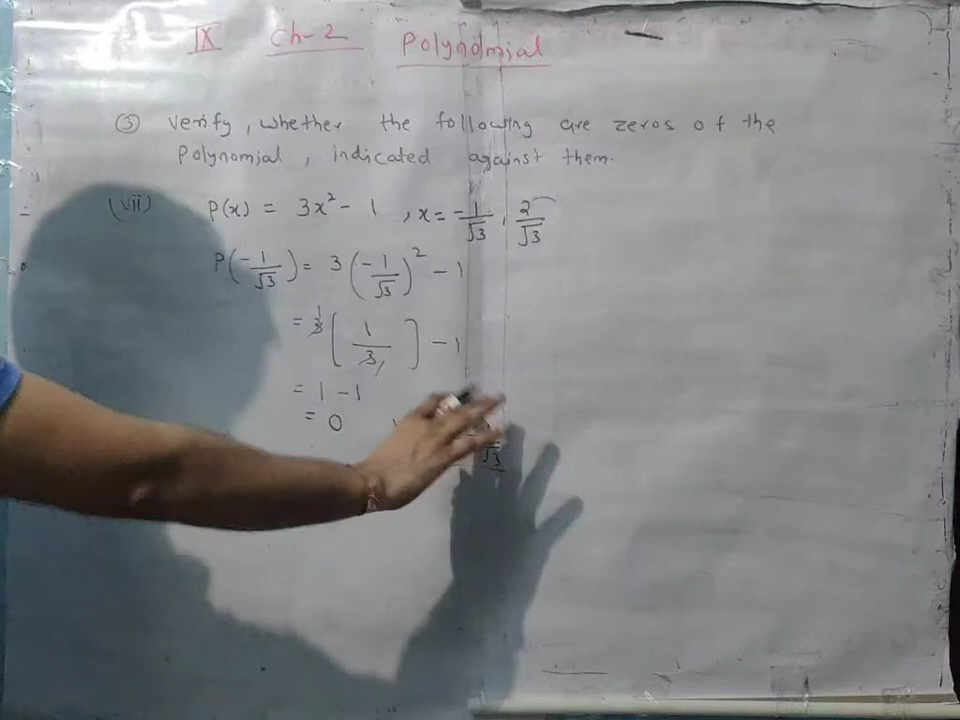 IX Ch-2 Polynomial
③ Verify, whether the following are zeros of the
Polynomial, indicated against them.
(vii) P(x) = 3x² - 1 , x = -1/√3 , 2/√3
P(-1/√3) = 3(-1/√3)² - 1
= 3[1/3] - 1
= 1 - 1
= 0
√3